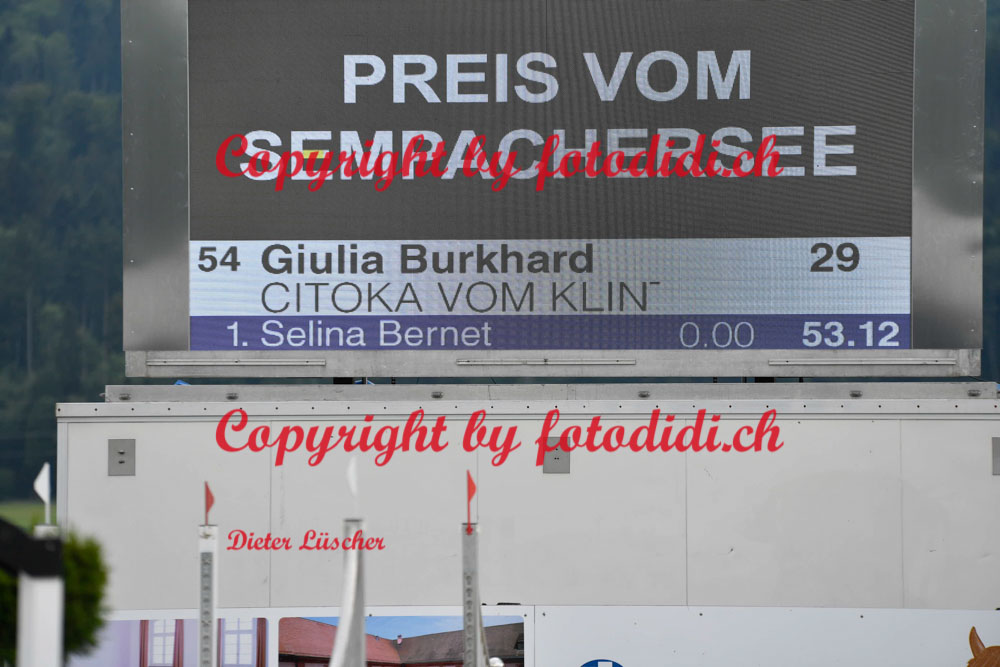 PREIS VOM
SEMPACHERSEE
Copyright by fotodidi.ch
54 Giulia Burkhard 29
CITOKA VOM KLIN
1. Selina Bernet 0.00 53.12
Copyright by fotodidi.ch
Dieter Lüscher